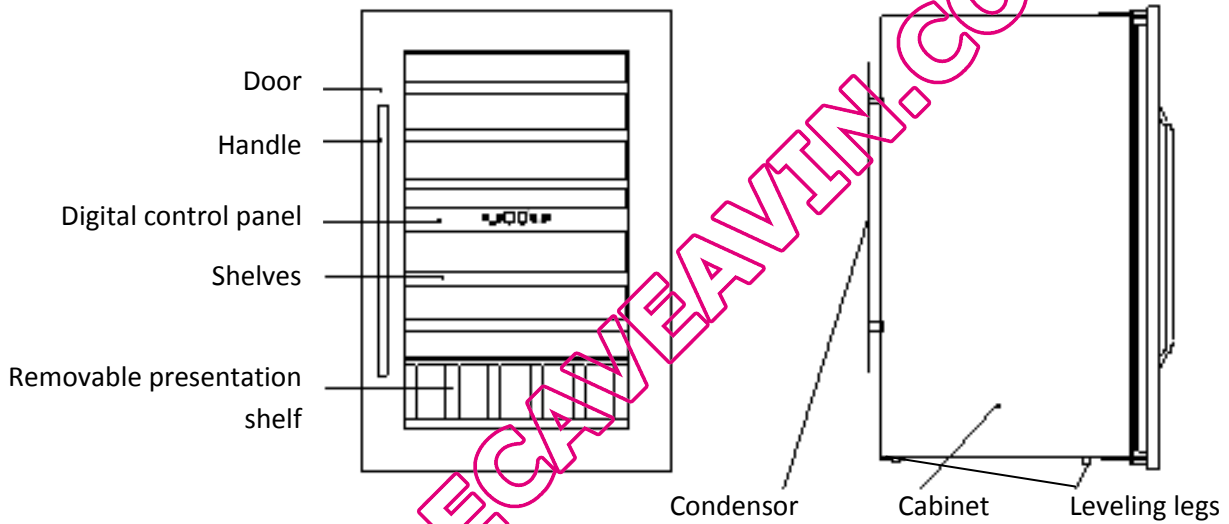 Door
Handle
Digital control panel
Shelves
Removable presentation
shelf
Condensor
Cabinet
Leveling legs
ECAVEAVIN.CO